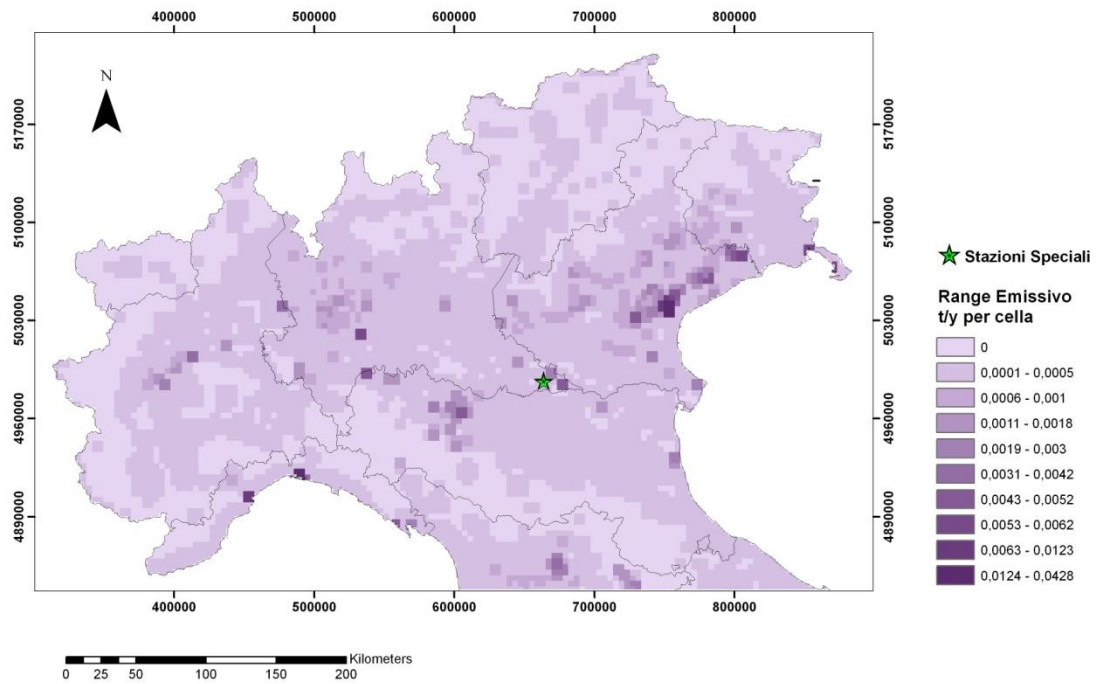 400000 500000 600000 700000 800000
N
5170000 5170000
5100000 5100000
5030000 5030000
4960000 4960000
4890000 4890000
400000 500000 600000 700000 800000
Stazioni Speciali
Range Emissivo
t/y per cella
0
0,0001 - 0,0005
0,0006 - 0,001
0,0011 - 0,0018
0,0019 - 0,003
0,0031 - 0,0042
0,0043 - 0,0052
0,0053 - 0,0062
0,0063 - 0,0123
0,0124 - 0,0428
Kilometers
0 25 50 100 150 200